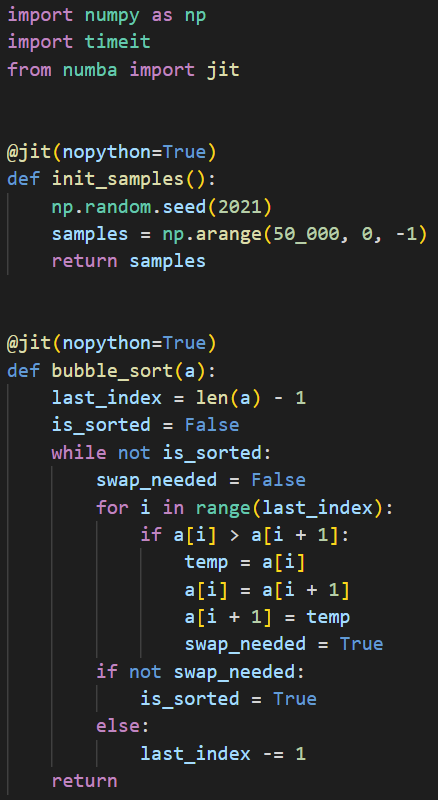 import numpy as np
import timeit
from numba import jit
@jit(nopython=True)
def init_samples():
    np.random.seed(2021)
    samples = np.arange(50_000, 0, -1)
    return samples
@jit(nopython=True)
def bubble_sort(a):
    last_index = len(a) - 1
    is_sorted = False
    while not is_sorted:
        swap_needed = False
        for i in range(last_index):
            if a[i] > a[i + 1]:
                temp = a[i]
                a[i] = a[i + 1]
                a[i + 1] = temp
                swap_needed = True
        if not swap_needed:
            is_sorted = True
        else:
            last_index -= 1
    return